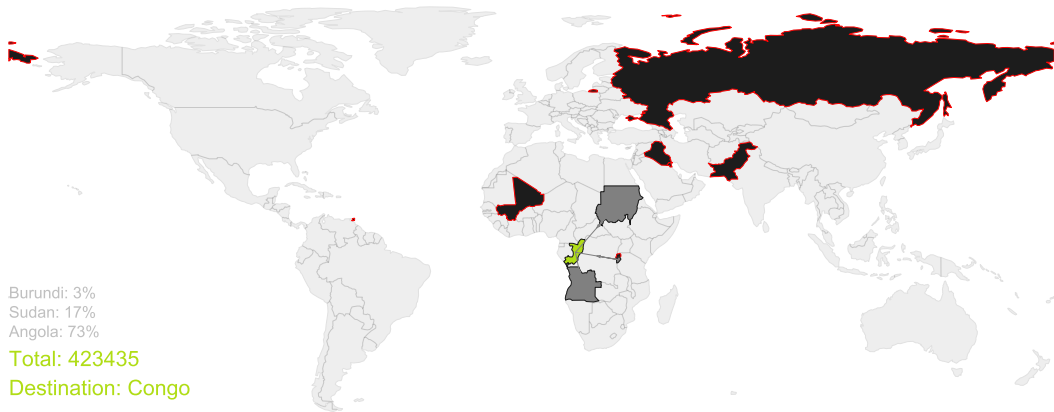 Burundi: 3%
Sudan: 17%
Angola: 73%
Total: 423435
Destination: Congo